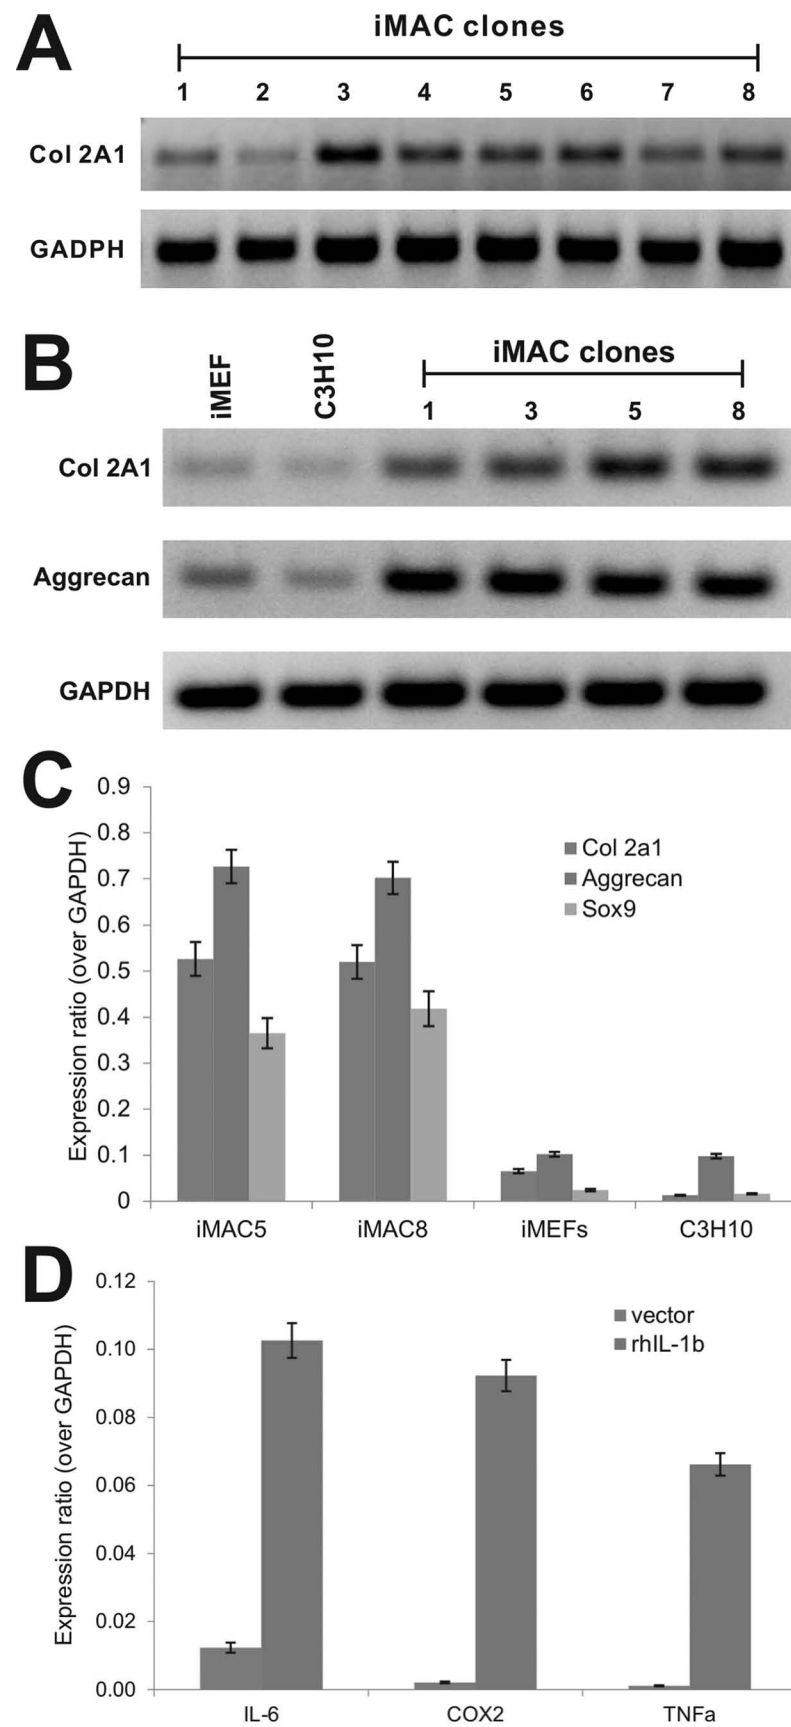 A
iMAC clones
1 2 3 4 5 6 7 8
Col 2A1
GADPH
B
iMEF C3H10
iMAC clones
1 3 5 8
Col 2A1
Aggrecan
GAPDH
C
Expression ratio (over GAPDH)
0.9
0.8
0.7
0.6
0.5
0.4
0.3
0.2
0.1
0
Col 2a1
Aggrecan
Sox9
iMAC5 iMAC8 iMEFs C3H10
D
Expression ratio (over GAPDH)
0.12
0.10
0.08
0.06
0.04
0.02
0.00
vector
rhIL-1b
IL-6 COX2 TNFa